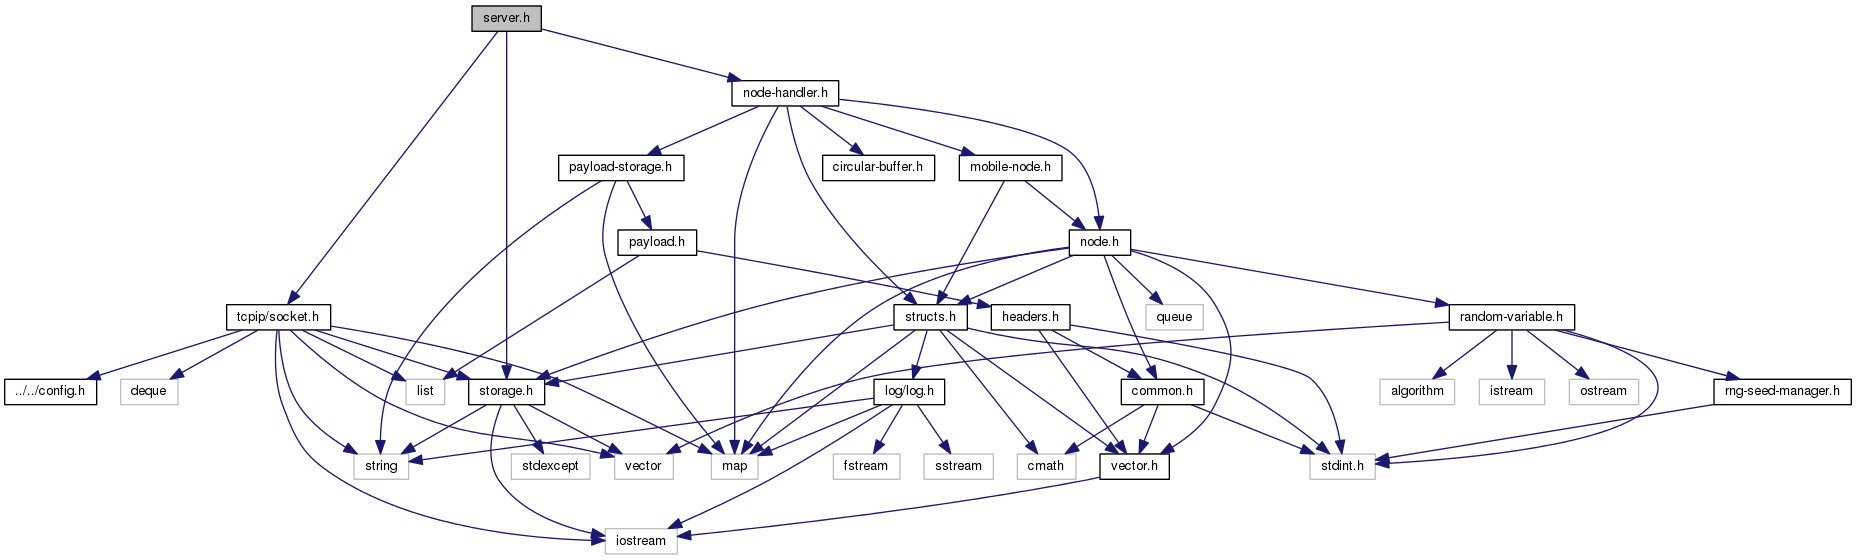 server.h
node-handler.h
payload-storage.h
circular-buffer.h
mobile-node.h
payload.h
node.h
tcpip/socket.h
structs.h
headers.h
queue
random-variable.h
../../config.h
deque
list
storage.h
log/log.h
common.h
algorithm
istream
ostream
rng-seed-manager.h
string
stdexcept
vector
map
fstream
sstream
cmath
vector.h
stdint.h
iostream